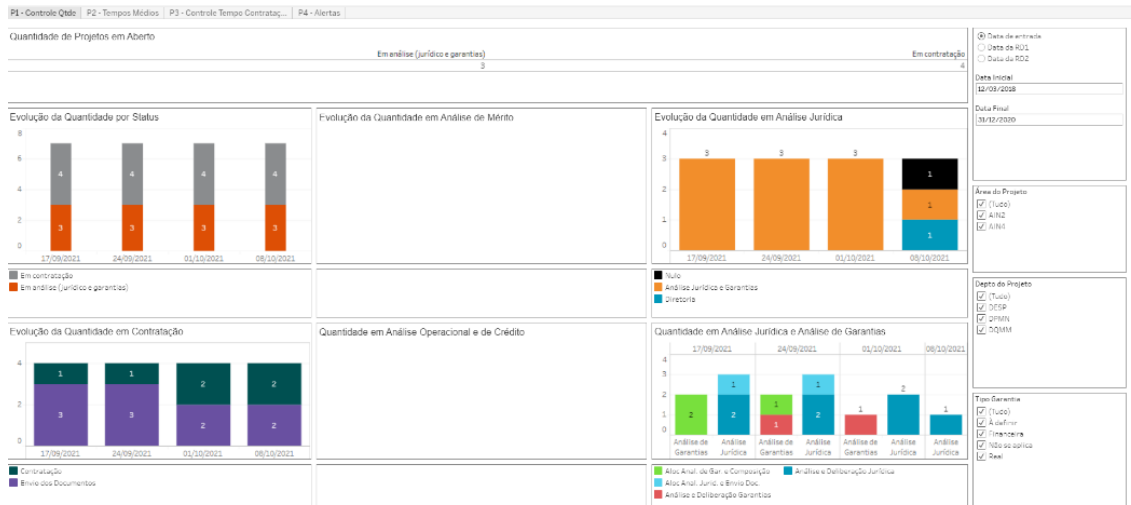 P1 - Controle Qtde P2 - Tempos Médios P3 - Controle Tempo Contrataç... P4 - Alertas
Quantidade de Projetos em Aberto
Em análise (jurídico e garantias) Em contratação
3 4
Data de entrada
Data da RD1
Data da RD2
Data Inicial
12/03/2018
Data Final
31/12/2020
Evolução da Quantidade por Status
8
6
4
2
0
4 4 4 4
3 3 3 3
17/09/2021 24/09/2021 01/10/2021 08/10/2021
Em contratação
Em análise (jurídico e garantias)
Evolução da Quantidade em Análise de Mérito
Evolução da Quantidade em Análise Jurídica
4
3
2
1
0
3 3 3
1
1
1
17/09/2021 24/09/2021 01/10/2021 08/10/2021
Nulo
Análise Jurídica e Garantias
Diretoria
Área do Projeto
(Tudo)
AIN2
AIN4
Depto do Projeto
(Tudo)
DESP
DPMN
DQMM
Evolução da Quantidade em Contratação
4
2
0
1 1 2 2
3 3 2 2
17/09/2021 24/09/2021 01/10/2021 08/10/2021
Contratação
Envio dos Documentos
Quantidade em Análise Operacional e de Crédito
Quantidade em Análise Jurídica e Análise de Garantias
17/09/2021 24/09/2021 01/10/2021 08/10/2021
4
3
2
1
0
1 1 2
2 2 1 1 2 1 1
Análise de Garantias Análise Jurídica Análise de Garantias Análise Jurídica Análise de Garantias Análise Jurídica Análise Jurídica
Aloc Anal. de Gar. e Composição Análise e Deliberação Jurídica
Aloc Anal. Juríd. e Envio Doc.
Análise e Deliberação Garantias
Tipo Garantia
(Tudo)
À definir
Financeira
Não se aplica
Real